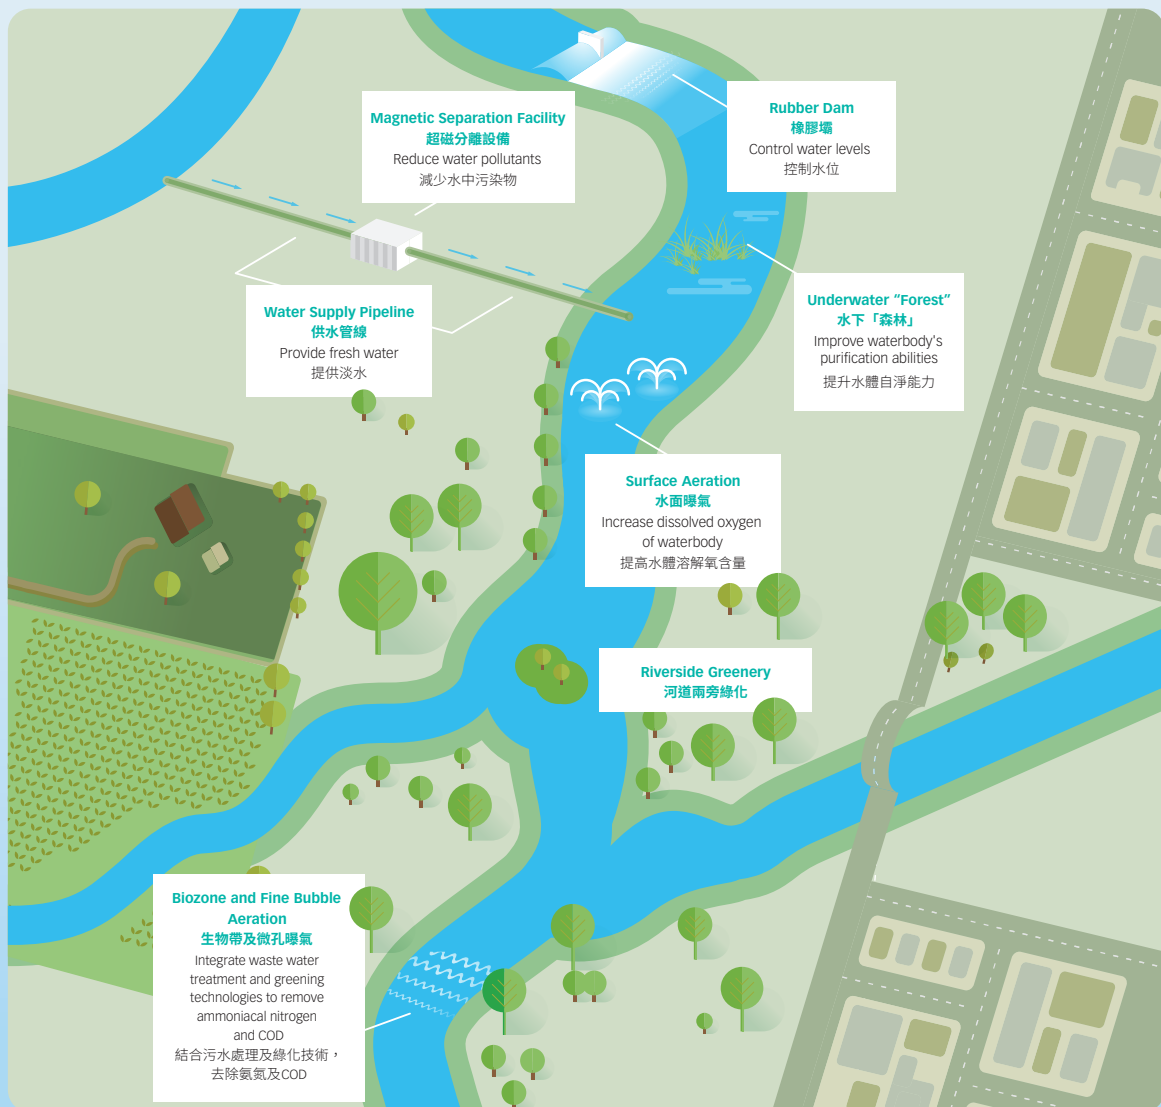 Magnetic Separation Facility
超磁分離設備
Reduce water pollutants
減少水中污染物
Rubber Dam
橡膠壩
Control water levels
控制水位
Water Supply Pipeline
供水管線
Provide fresh water
提供淡水
Underwater “Forest”
水下「森林」
Improve waterbody's
purification abilities
提升水體自淨能力
Surface Aeration
水面曝氣
Increase dissolved oxygen
of waterbody
提高水體溶解氧含量
Riverside Greenery
河道兩旁綠化
Biozone and Fine Bubble
Aeration
生物帶及微孔曝氣
Integrate waste water
treatment and greening
technologies to remove
ammoniacal nitrogen
and COD
結合污水處理及綠化技術，
去除氨氮及COD